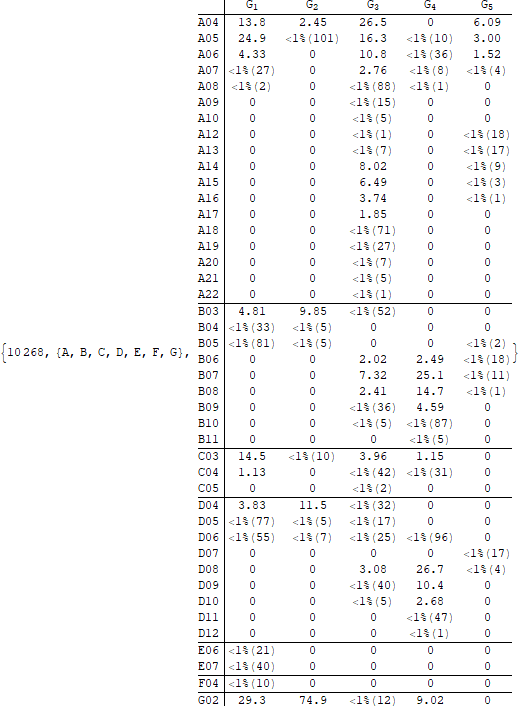 G1 G2 G3 G4 G5
A04 13.8 2.45 26.5 0 6.09
A05 24.9 <1%(101) 16.3 <1%(10) 3.00
A06 4.33 0 10.8 <1%(36) 1.52
A07 <1%(27) 0 2.76 <1%(8) <1%(4)
A08 <1%(2) 0 <1%(88) <1%(1) 0
A09 0 0 <1%(15) 0 0
A10 0 0 <1%(5) 0 0
A12 0 0 <1%(1) 0 <1%(18)
A13 0 0 <1%(7) 0 <1%(17)
A14 0 0 8.02 0 <1%(9)
A15 0 0 6.49 0 <1%(3)
A16 0 0 3.74 0 <1%(1)
A17 0 0 1.85 0 0
A18 0 0 <1%(71) 0 0
A19 0 0 <1%(27) 0 0
A20 0 0 <1%(7) 0 0
A21 0 0 <1%(5) 0 0
A22 0 0 <1%(1) 0 0
B03 4.81 9.85 <1%(52) 0 0
B04 <1%(33) <1%(5) 0 0 0
{10268, {A, B, C, D, E, F, G}, B05 <1%(81) <1%(5) 0 0 <1%(2) }
B06 0 0 2.02 2.49 <1%(18)
B07 0 0 7.32 25.1 <1%(11)
B08 0 0 2.41 14.7 <1%(1)
B09 0 0 <1%(36) 4.59 0
B10 0 0 <1%(5) <1%(87) 0
B11 0 0 0 <1%(5) 0
C03 14.5 <1%(10) 3.96 1.15 0
C04 1.13 0 <1%(42) <1%(31) 0
C05 0 0 <1%(2) 0 0
D04 3.83 11.5 <1%(32) 0 0
D05 <1%(77) <1%(5) <1%(17) 0 0
D06 <1%(55) <1%(7) <1%(25) <1%(96) 0
D07 0 0 0 0 <1%(17)
D08 0 0 3.08 26.7 <1%(4)
D09 0 0 <1%(40) 10.4 0
D10 0 0 <1%(5) 2.68 0
D11 0 0 0 <1%(47) 0
D12 0 0 0 <1%(1) 0
E06 <1%(21) 0 0 0 0
E07 <1%(40) 0 0 0 0
F04 <1%(10) 0 0 0 0
G02 29.3 74.9 <1%(12) 9.02 0